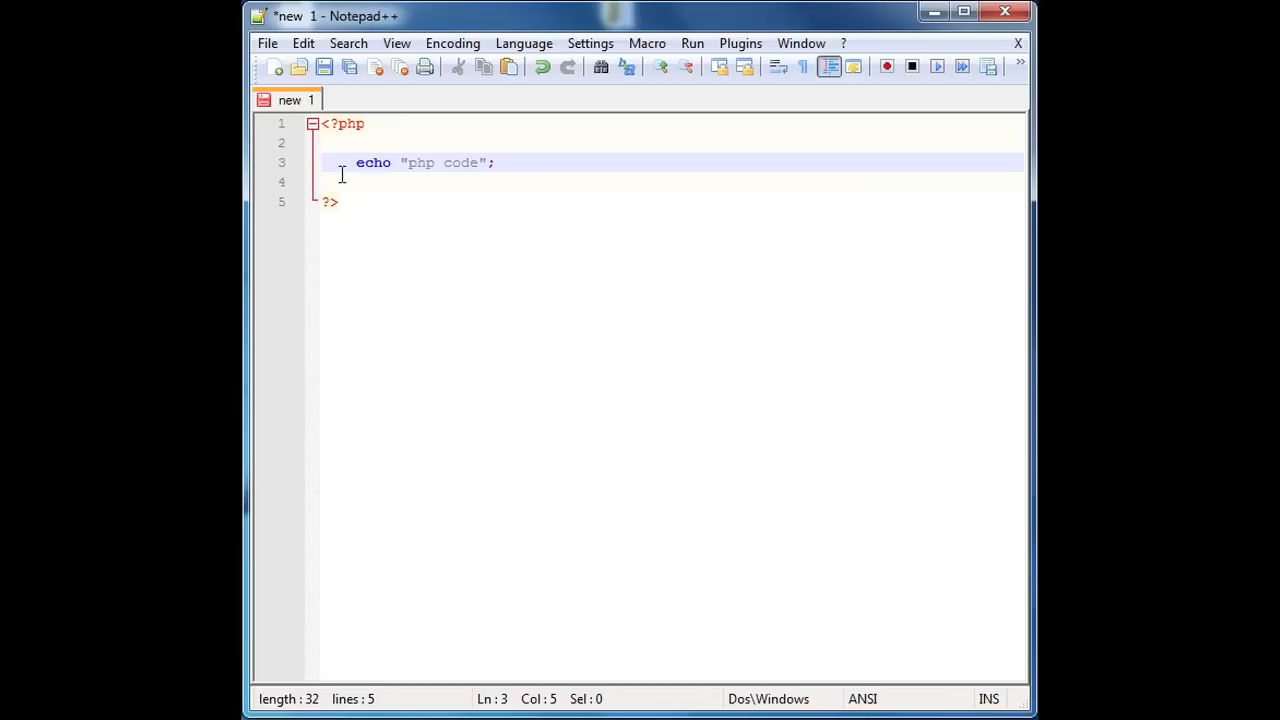 *new 1 - Notepad++
File Edit Search View Encoding Language Settings Macro Run Plugins Window ? X
new 1
1 <?php
2
3 echo "php code";
4
5 ?>
length : 32 lines : 5 Ln : 3 Col : 5 Sel : 0 Dos\Windows ANSI INS